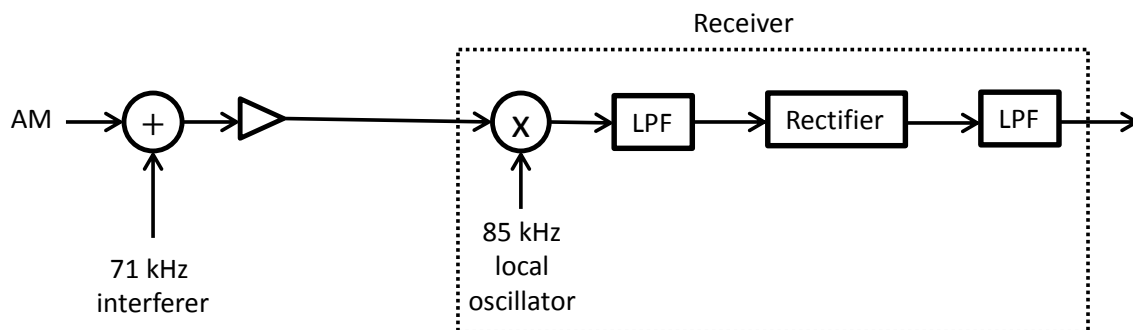 Receiver
AM
+
x
LPF
Rectifier
LPF
71 kHz
interferer
85 kHz
local
oscillator